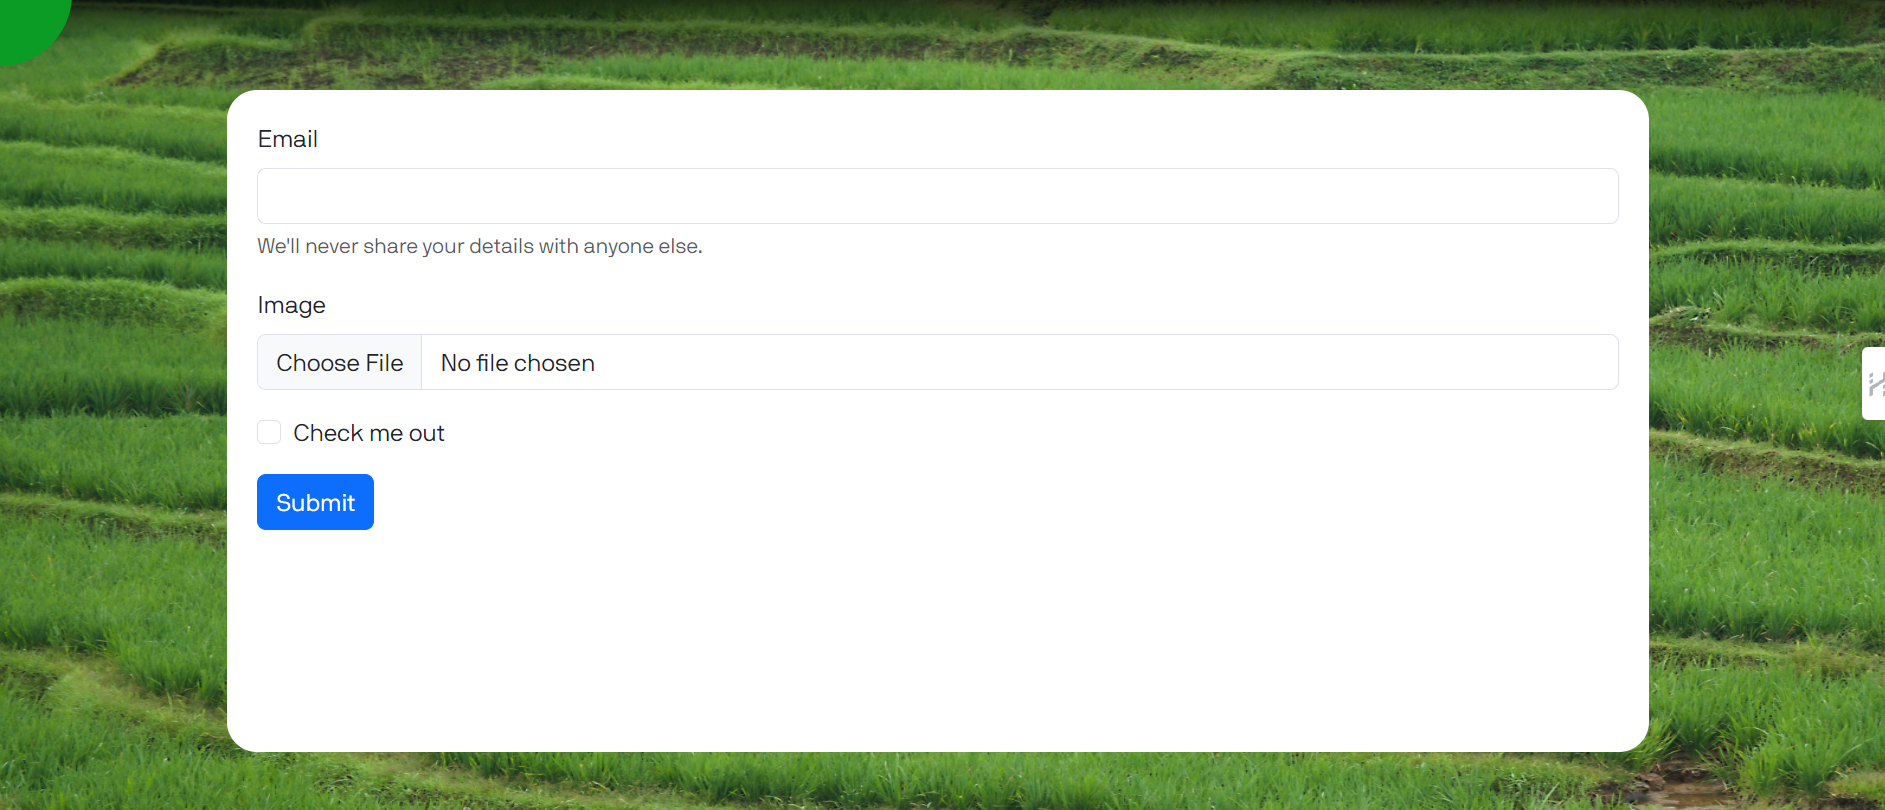 Email
We'll never share your details with anyone else.
Image
Choose File No file chosen
Check me out
Submit